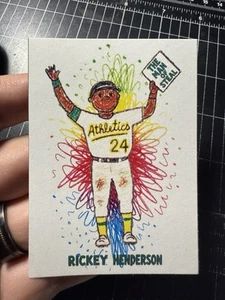 THE
MAN
OF
STEAL
Athletics
24
RICKEY HENDERSON